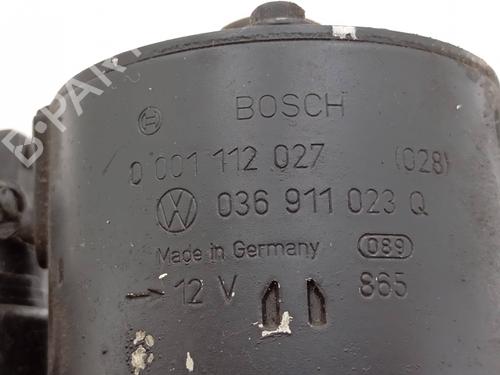 BOSCH
0 001 112 027 (028)
036 911 023 Q
Made in Germany 089
12 V 865
B-PARTS